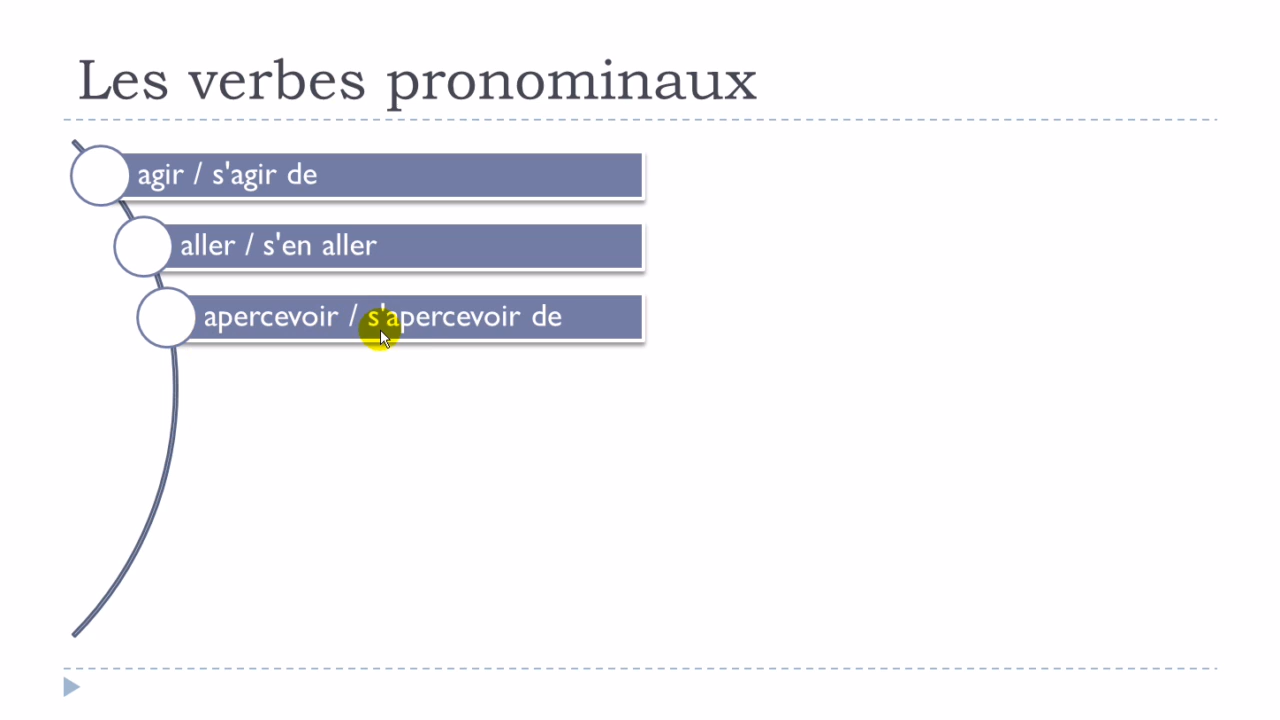 Les verbes pronominaux
agir / s'agir de
aller / s'en aller
apercevoir / s'apercevoir de